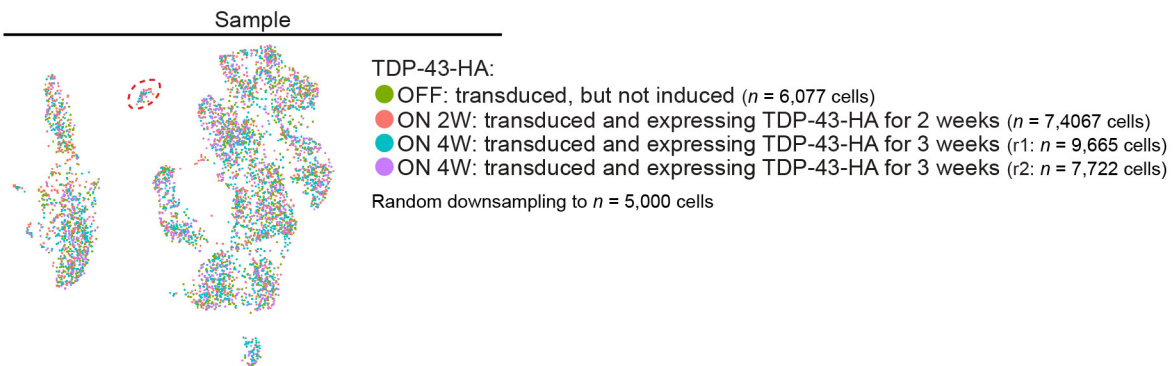 Sample
TDP-43-HA:
OFF: transduced, but not induced (n = 6,077 cells)
ON 2W: transduced and expressing TDP-43-HA for 2 weeks (n = 7,4067 cells)
ON 4W: transduced and expressing TDP-43-HA for 3 weeks (r1: n = 9,665 cells)
ON 4W: transduced and expressing TDP-43-HA for 3 weeks (r2: n = 7,722 cells)
Random downsampling to n = 5,000 cells